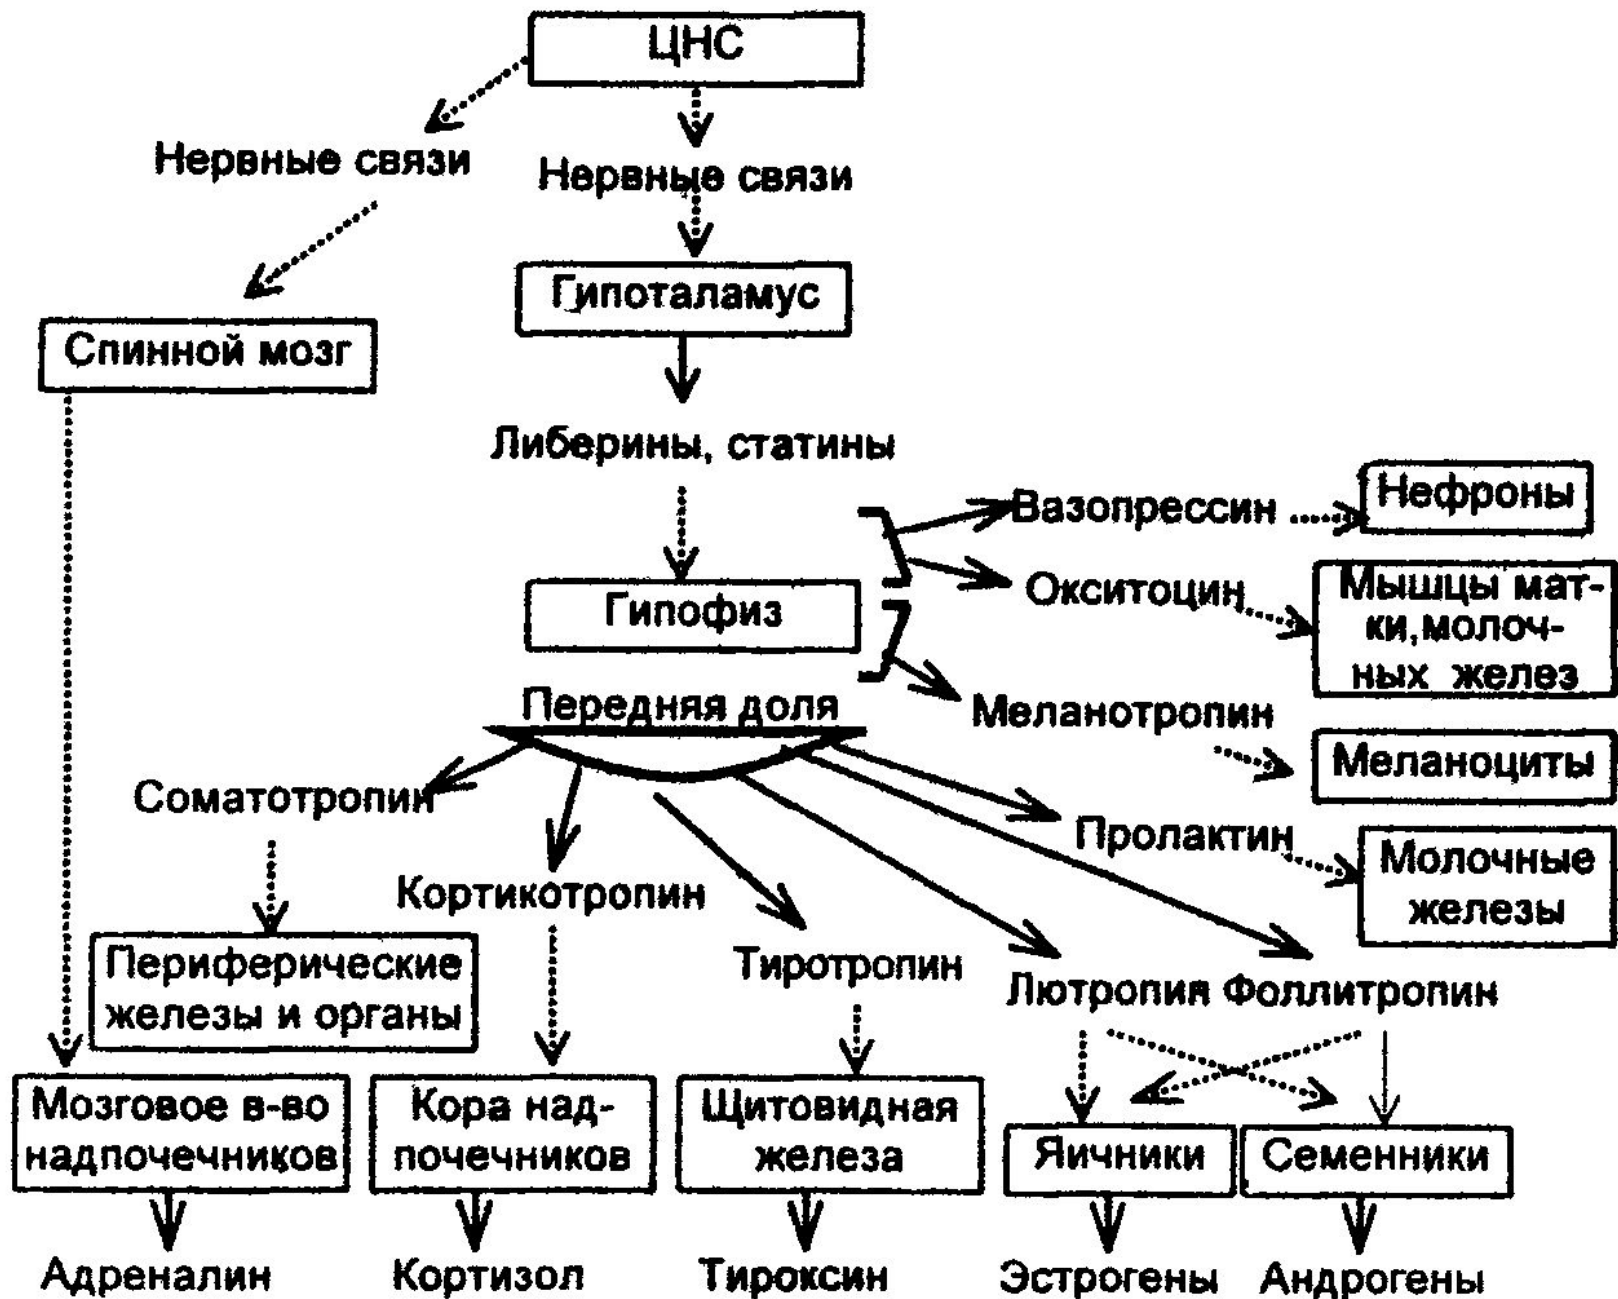 ЦНС
Нервные связи
Нервные связи
Гипоталамус
Спинной мозг
Либерины, статины
Вазопрессин
Нефроны
Окситоцин
Мышцы мат-
ки,молоч-
ных желез
Гипофиз
Передняя доля
Меланотропин
Меланоциты
Соматотропин
Пролактин
Молочные
железы
Кортикотропин
Периферические
железы и органы
Тиротропин
Лютропия Фоллитропин
Мозговое в-во
надпочечников
Кора над-
почечников
Щитовидная
железа
Яичники
Семенники
Адреналин
Кортизол
Тироксин
Эстрогены
Андрогены